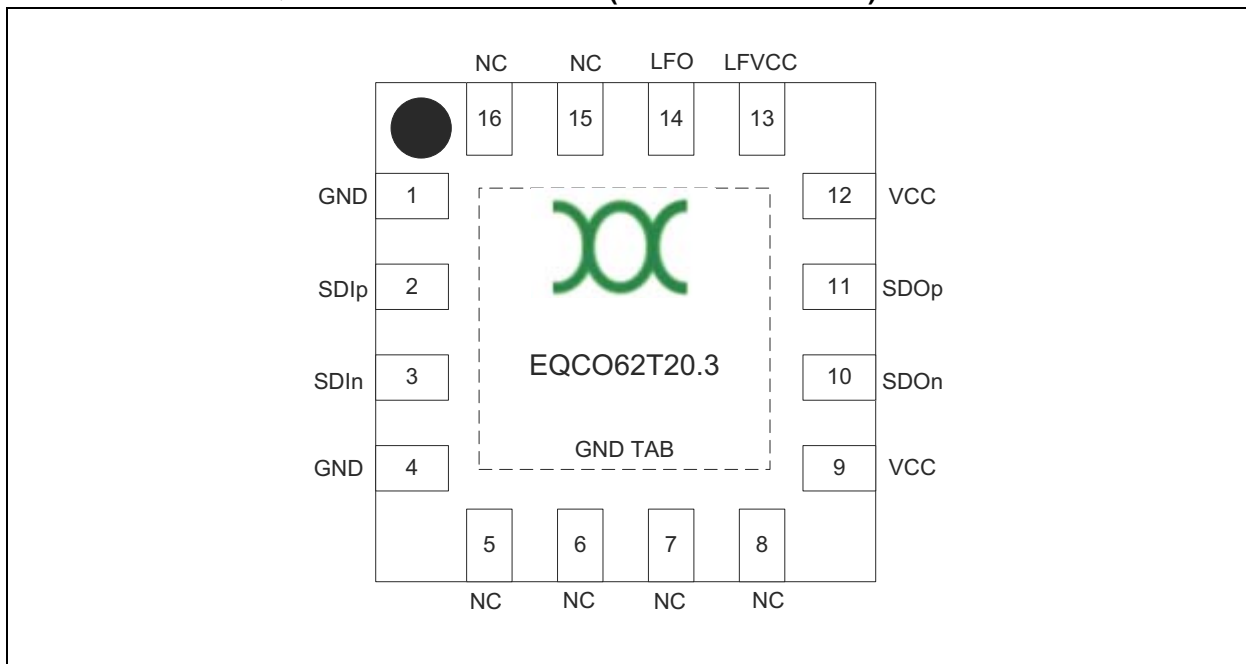 NC NC LFO LFVCC
16 15 14 13
GND 1 12 VCC
SDIp 2 11 SDOp
EQCO62T20.3
SDIn 3 10 SDOn
GND TAB
GND 4 9 VCC
5 6 7 8
NC NC NC NC